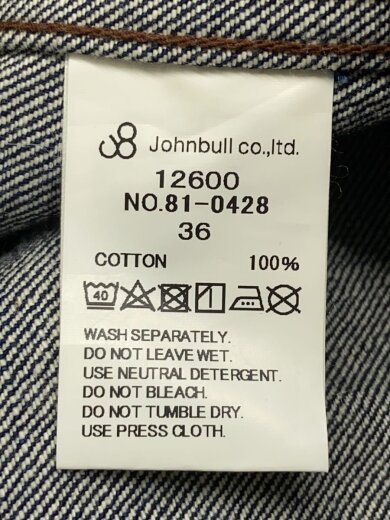 Johnbull co.,ltd.
12600
NO.81-0428
36
COTTON 100%
40
WASH SEPARATELY.
DO NOT LEAVE WET.
USE NEUTRAL DETERGENT.
DO NOT BLEACH.
DO NOT TUMBLE DRY.
USE PRESS CLOTH.